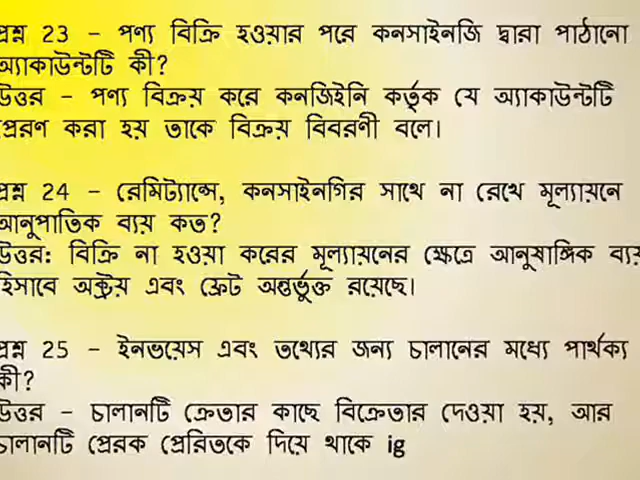 প্রশ্ন 23 – পণ্য বিক্রি হওয়ার পরে কনসাইনজি দ্বারা পাঠানো
অ্যাকাউন্টটি কী?
উত্তর – পণ্য বিক্রয় করে কনজিইনি কর্তৃক যে অ্যাকাউন্টটি
প্রেরণ করা হয় তাকে বিক্রয় বিবরণী বলে।
প্রশ্ন 24 – রেমিট্যান্সে, কনসাইনগির সাথে না রেখে মূল্যায়নে
আনুপাতিক ব্যয় কত?
উত্তর: বিক্রি না হওয়া করের মূল্যায়নের ক্ষেত্রে আনুষাঙ্গিক ব্যয়
হিসাবে অক্ট্রয় এবং ফ্রেট অন্তর্ভুক্ত রয়েছে।
প্রশ্ন 25 – ইনভয়েস এবং তথ্যের জন্য চালানের মধ্যে পার্থক্য
কী?
উত্তর – চালানটি ক্রেতার কাছে বিক্রেতার দেওয়া হয়, আর
চালানটি প্রেরক প্রেরিতকে দিয়ে থাকে ig